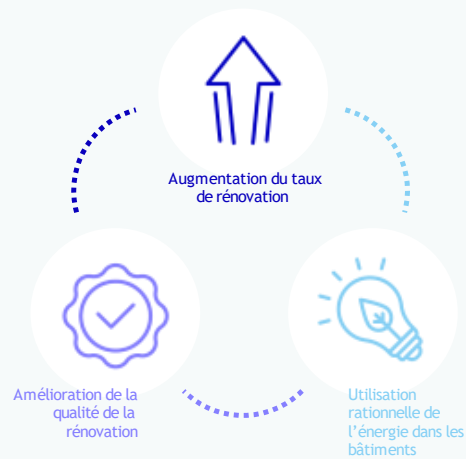 Augmentation du taux
de rénovation
Amélioration de la
qualité de la
rénovation
Utilisation
rationnelle de
l'énergie dans les
bâtiments